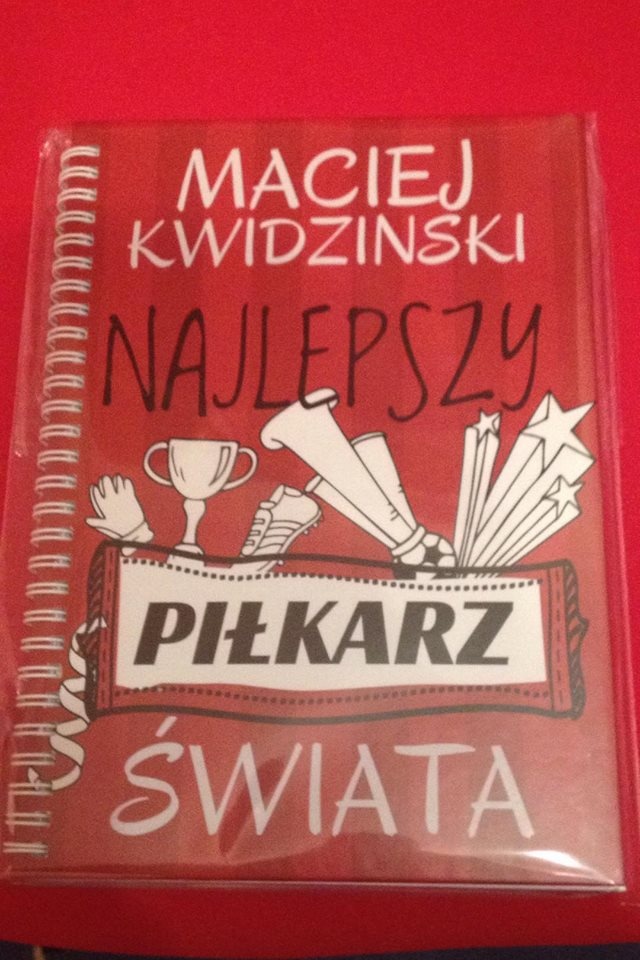 MACIEJ
KWIDZINSKI
NAJLEPSZY
PIŁKARZ
ŚWIATA